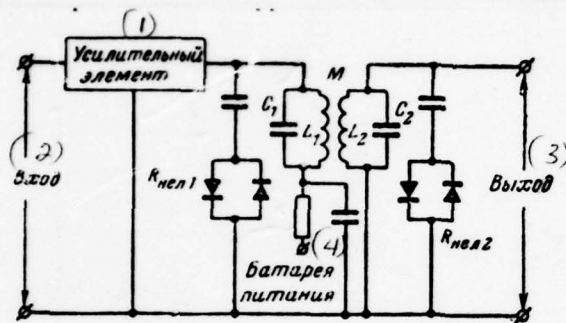 (1)
Усилительный
элемент
M
C₁
L₁
L₂
C₂
(2)
Вход
Rнел1
Rнел2
(3)
Выход
(4)
Батарея
питания